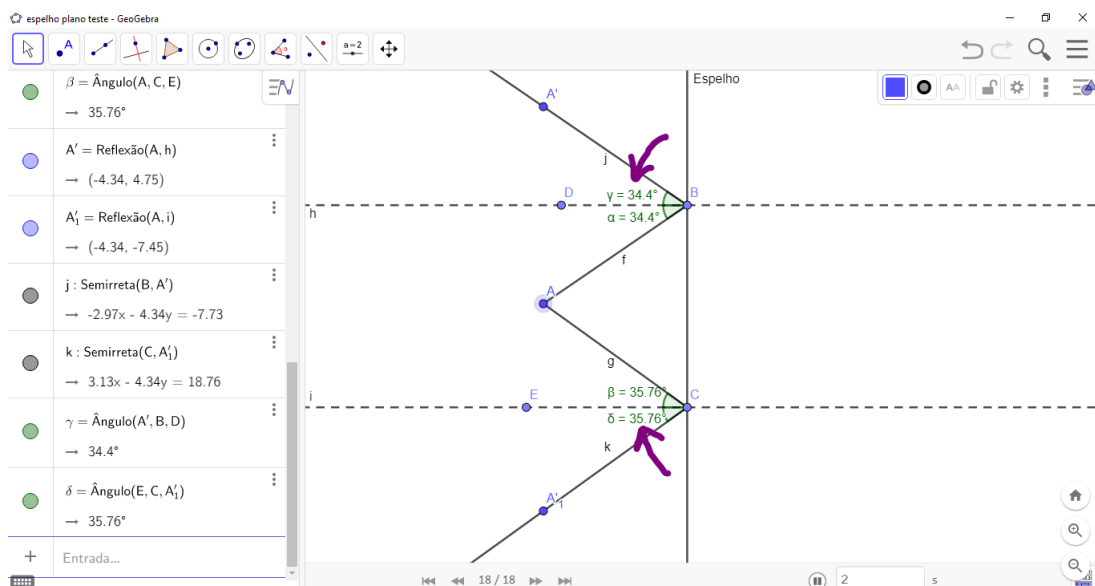 espelho plano teste - GeoGebra
A
a=2
β = Ângulo(A, C, E)
→ 35.76°
A′ = Reflexão(A, h)
→ (-4.34, 4.75)
A′₁ = Reflexão(A, i)
→ (-4.34, -7.45)
j : Semirreta(B, A′)
→ -2.97x - 4.34y = -7.73
k : Semirreta(C, A′₁)
→ 3.13x - 4.34y = 18.76
γ = Ângulo(A′, B, D)
→ 34.4°
δ = Ângulo(E, C, A′₁)
→ 35.76°
+ Entrada...
Espelho
AA
A'
j
D
γ = 34.4°
B
h
α = 34.4°
f
A
g
i
E
β = 35.76°
C
δ = 35.76°
k
A'₁
18 / 18
2
s